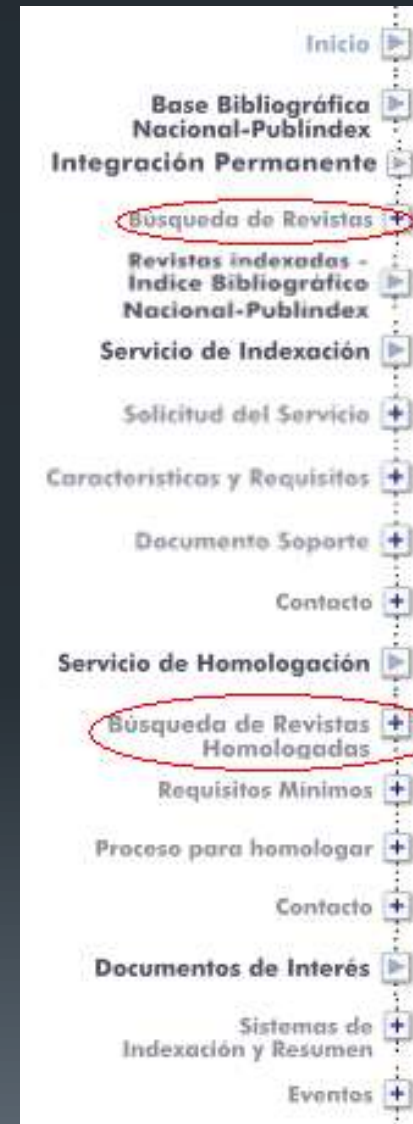 Inicio
Base Bibliográfica
Nacional-Publindex
Integración Permanente
Búsqueda de Revistas
Revistas indexadas -
Indice Bibliográfico
Nacional-Publindex
Servicio de Indexación
Solicitud del Servicio
Características y Requisitos
Documento Soporte
Contacto
Servicio de Homologación
Búsqueda de Revistas
Homologadas
Requisitos Mínimos
Proceso para homologar
Contacto
Documentos de Interés
Sistemas de
Indexación y Resumen
Eventos